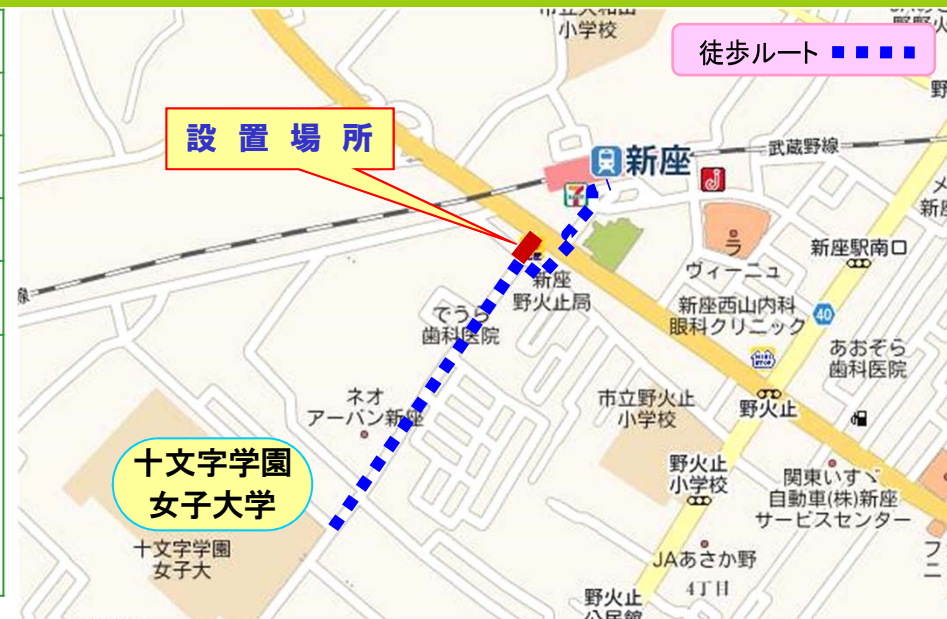 小学校
徒歩ルート
野
設置場所
新座
武蔵野線
メ
新座
ラ
ヴィーニュ
新座駅南口
線
新座
野火止局
でうら
歯科医院
新座西山内科
眼科クリニック
40
あおぞら
歯科医院
ネオ
アーバン新座
市立野火止
小学校
野火止
十文字学園
女子大学
野火止
小学校
関東いすゞ
自動車(株)新座
サービスセンター
十文字学園
女子大
JAあさか野
4丁目
フ
ニ
野火止
公民館